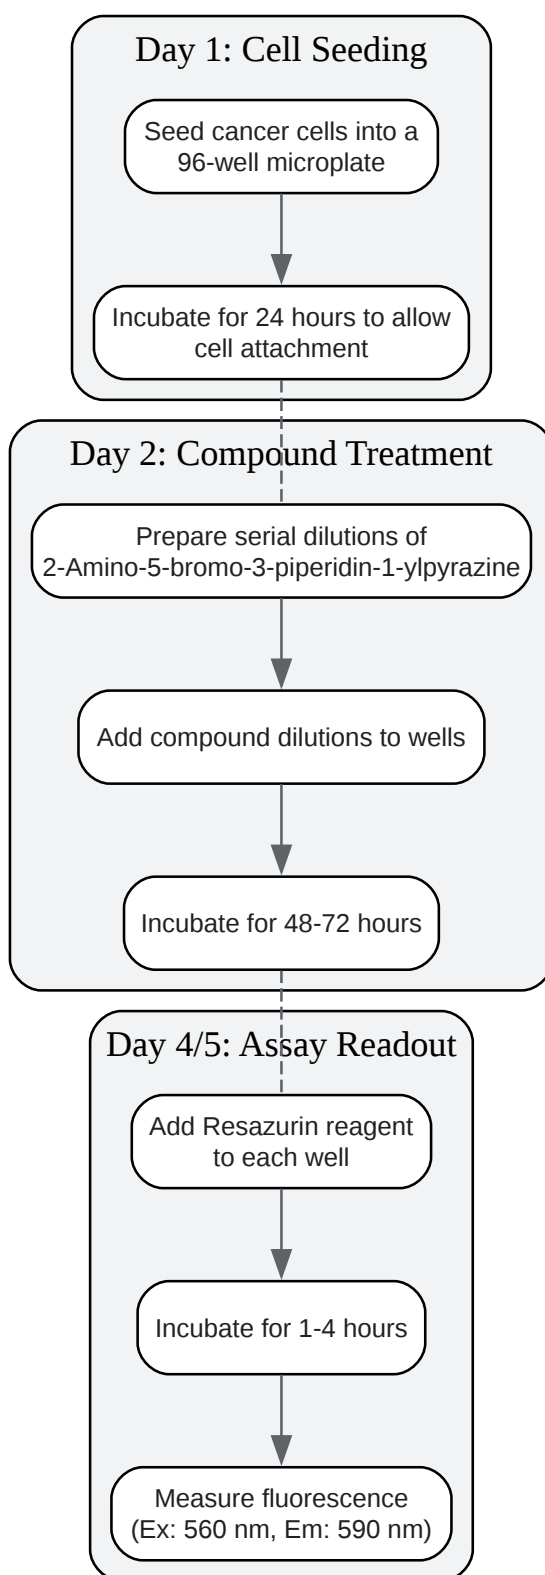 Day 1: Cell Seeding
Seed cancer cells into a
96-well microplate
Incubate for 24 hours to allow
cell attachment
Day 2: Compound Treatment
Prepare serial dilutions of
2-Amino-5-bromo-3-piperidin-1-ylpyrazine
Add compound dilutions to wells
Incubate for 48-72 hours
Day 4/5: Assay Readout
Add Resazurin reagent
to each well
Incubate for 1-4 hours
Measure fluorescence
(Ex: 560 nm, Em: 590 nm)